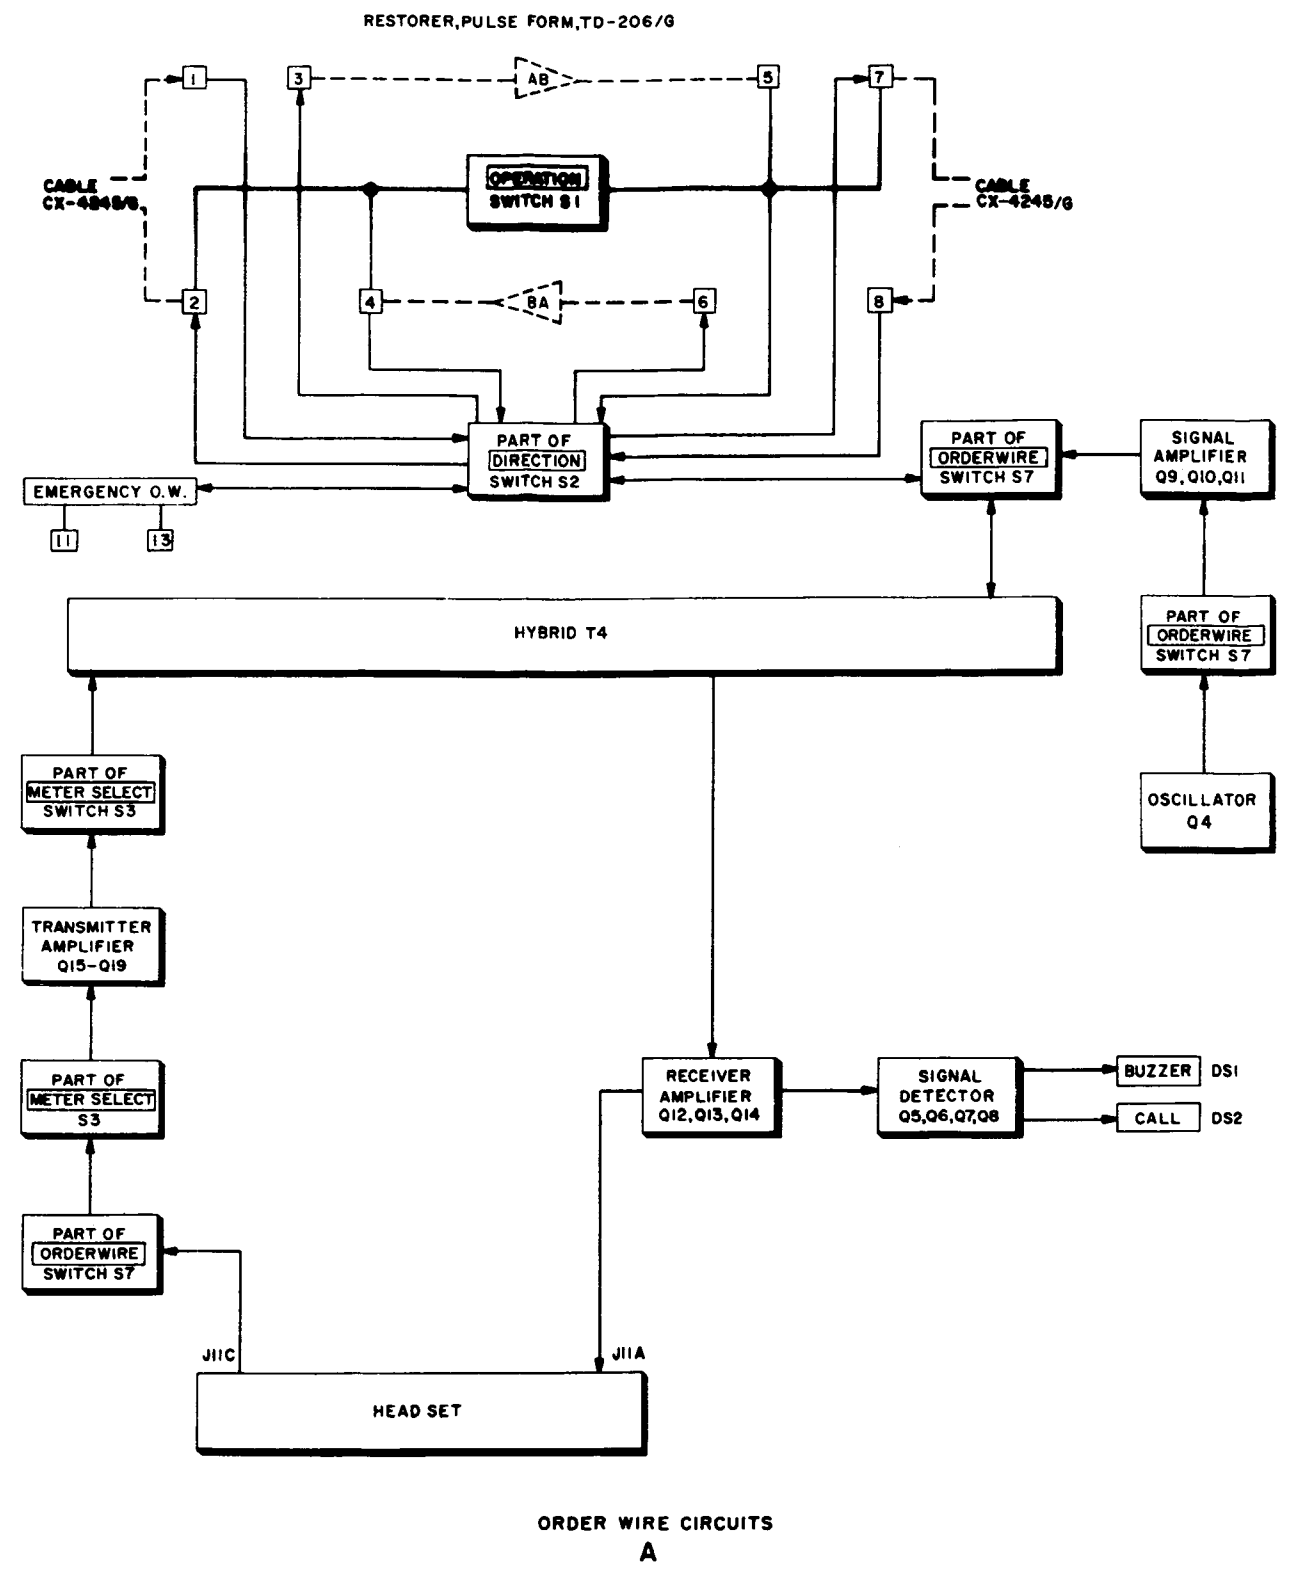 RESTORER, PULSE FORM, TD-206/G
1
3
AB
5
7
CABLE
CX-4245/G
OPERATION
SWITCH S1
CABLE
CX-4245/G
2
4
BA
6
8
PART OF
DIRECTION
SWITCH S2
PART OF
ORDERWIRE
SWITCH S7
SIGNAL
AMPLIFIER
Q9, Q10, Q11
EMERGENCY O.W.
11
13
HYBRID T4
PART OF
ORDERWIRE
SWITCH S7
PART OF
METER SELECT
SWITCH S3
OSCILLATOR
Q4
TRANSMITTER
AMPLIFIER
Q15-Q19
PART OF
METER SELECT
S3
RECEIVER
AMPLIFIER
Q12, Q13, Q14
SIGNAL
DETECTOR
Q5, Q6, Q7, Q8
BUZZER DS1
CALL DS2
PART OF
ORDERWIRE
SWITCH S7
J11C
J11A
HEAD SET
ORDER WIRE CIRCUITS
A